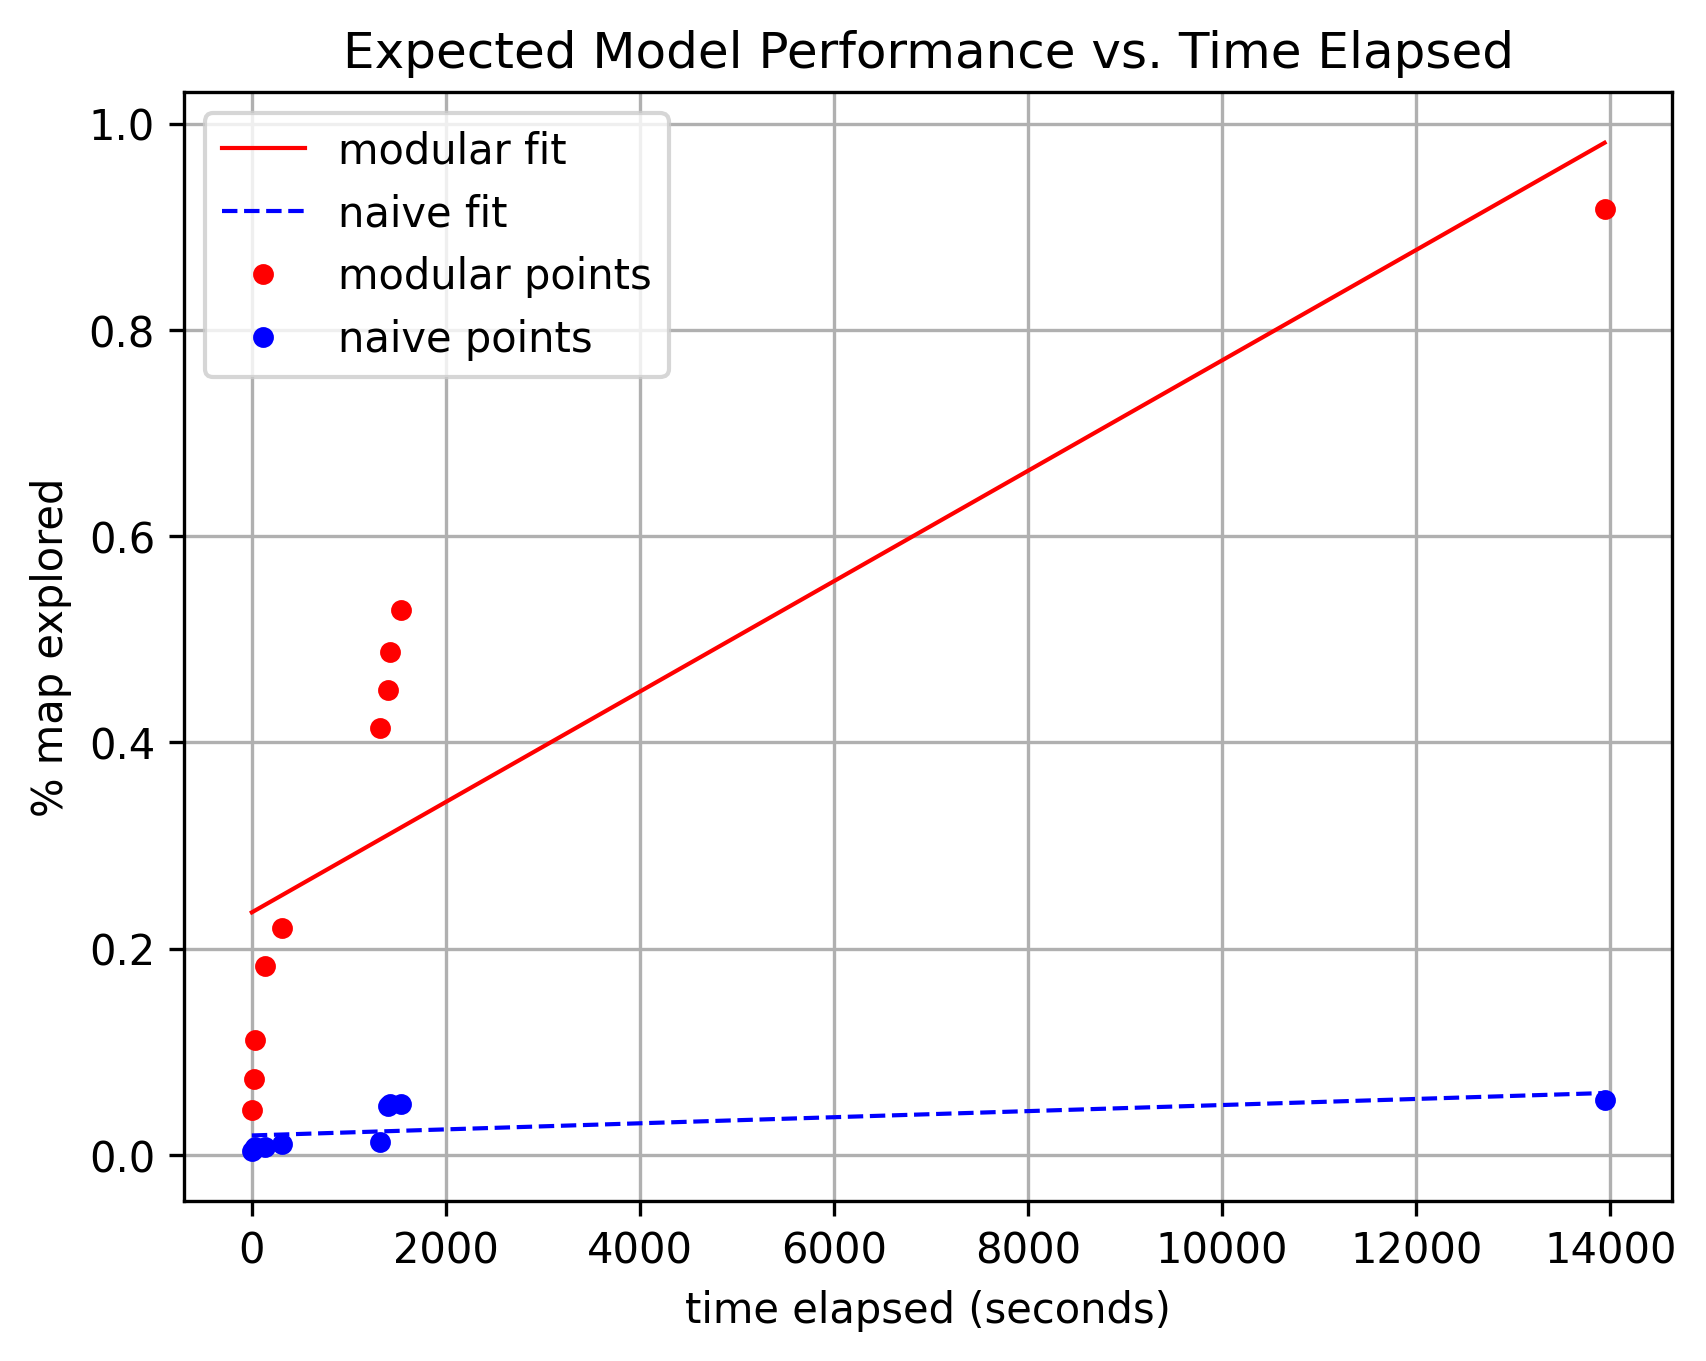 Expected Model Performance vs. Time Elapsed
1.0
0.8
0.6
0.4
0.2
0.0
% map explored
modular fit
naive fit
modular points
naive points
0 2000 4000 6000 8000 10000 12000 14000
time elapsed (seconds)